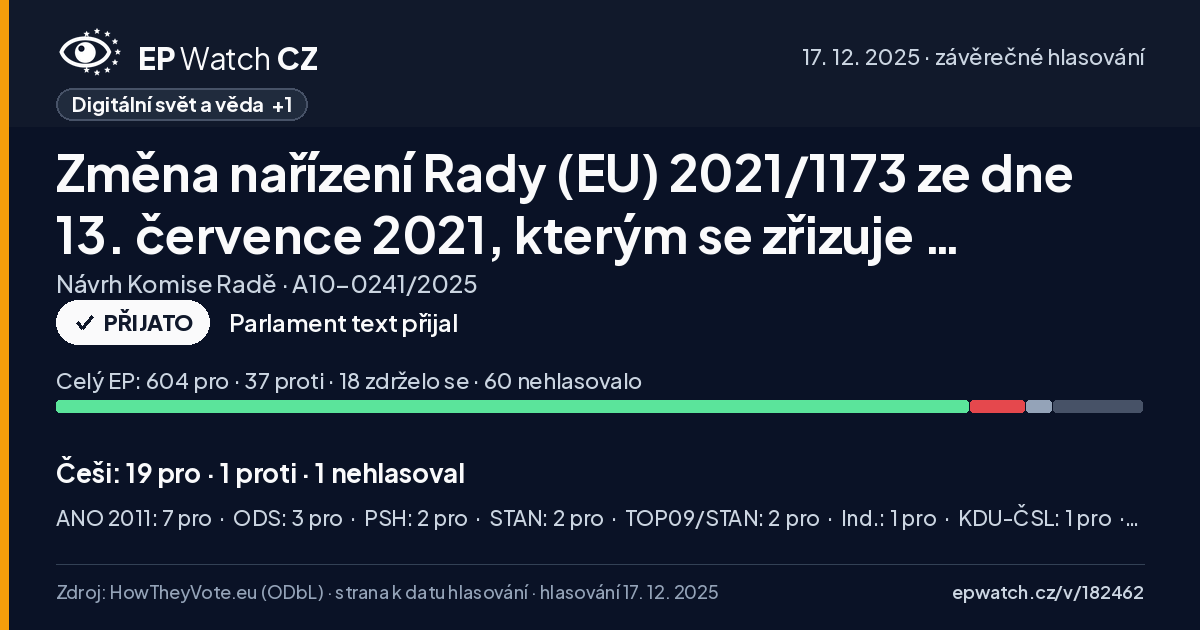 EP Watch CZ
17. 12. 2025 · závěrečné hlasování
Digitální svět a věda +1
Změna nařízení Rady (EU) 2021/1173 ze dne
13. července 2021, kterým se zřizuje …
Návrh Komise Radě · A10–0241/2025
✓ PŘIJATO Parlament text přijal
Celý EP: 604 pro · 37 proti · 18 zdrželo se · 60 nehlasovalo
Češi: 19 pro · 1 proti · 1 nehlasoval
ANO 2011: 7 pro · ODS: 3 pro · PSH: 2 pro · STAN: 2 pro · TOP09/STAN: 2 pro · Ind.: 1 pro · KDU-ČSL: 1 pro ·…
Zdroj: HowTheyVote.eu (ODbL) · strana k datu hlasování · hlasování 17. 12. 2025
epwatch.cz/v/182462